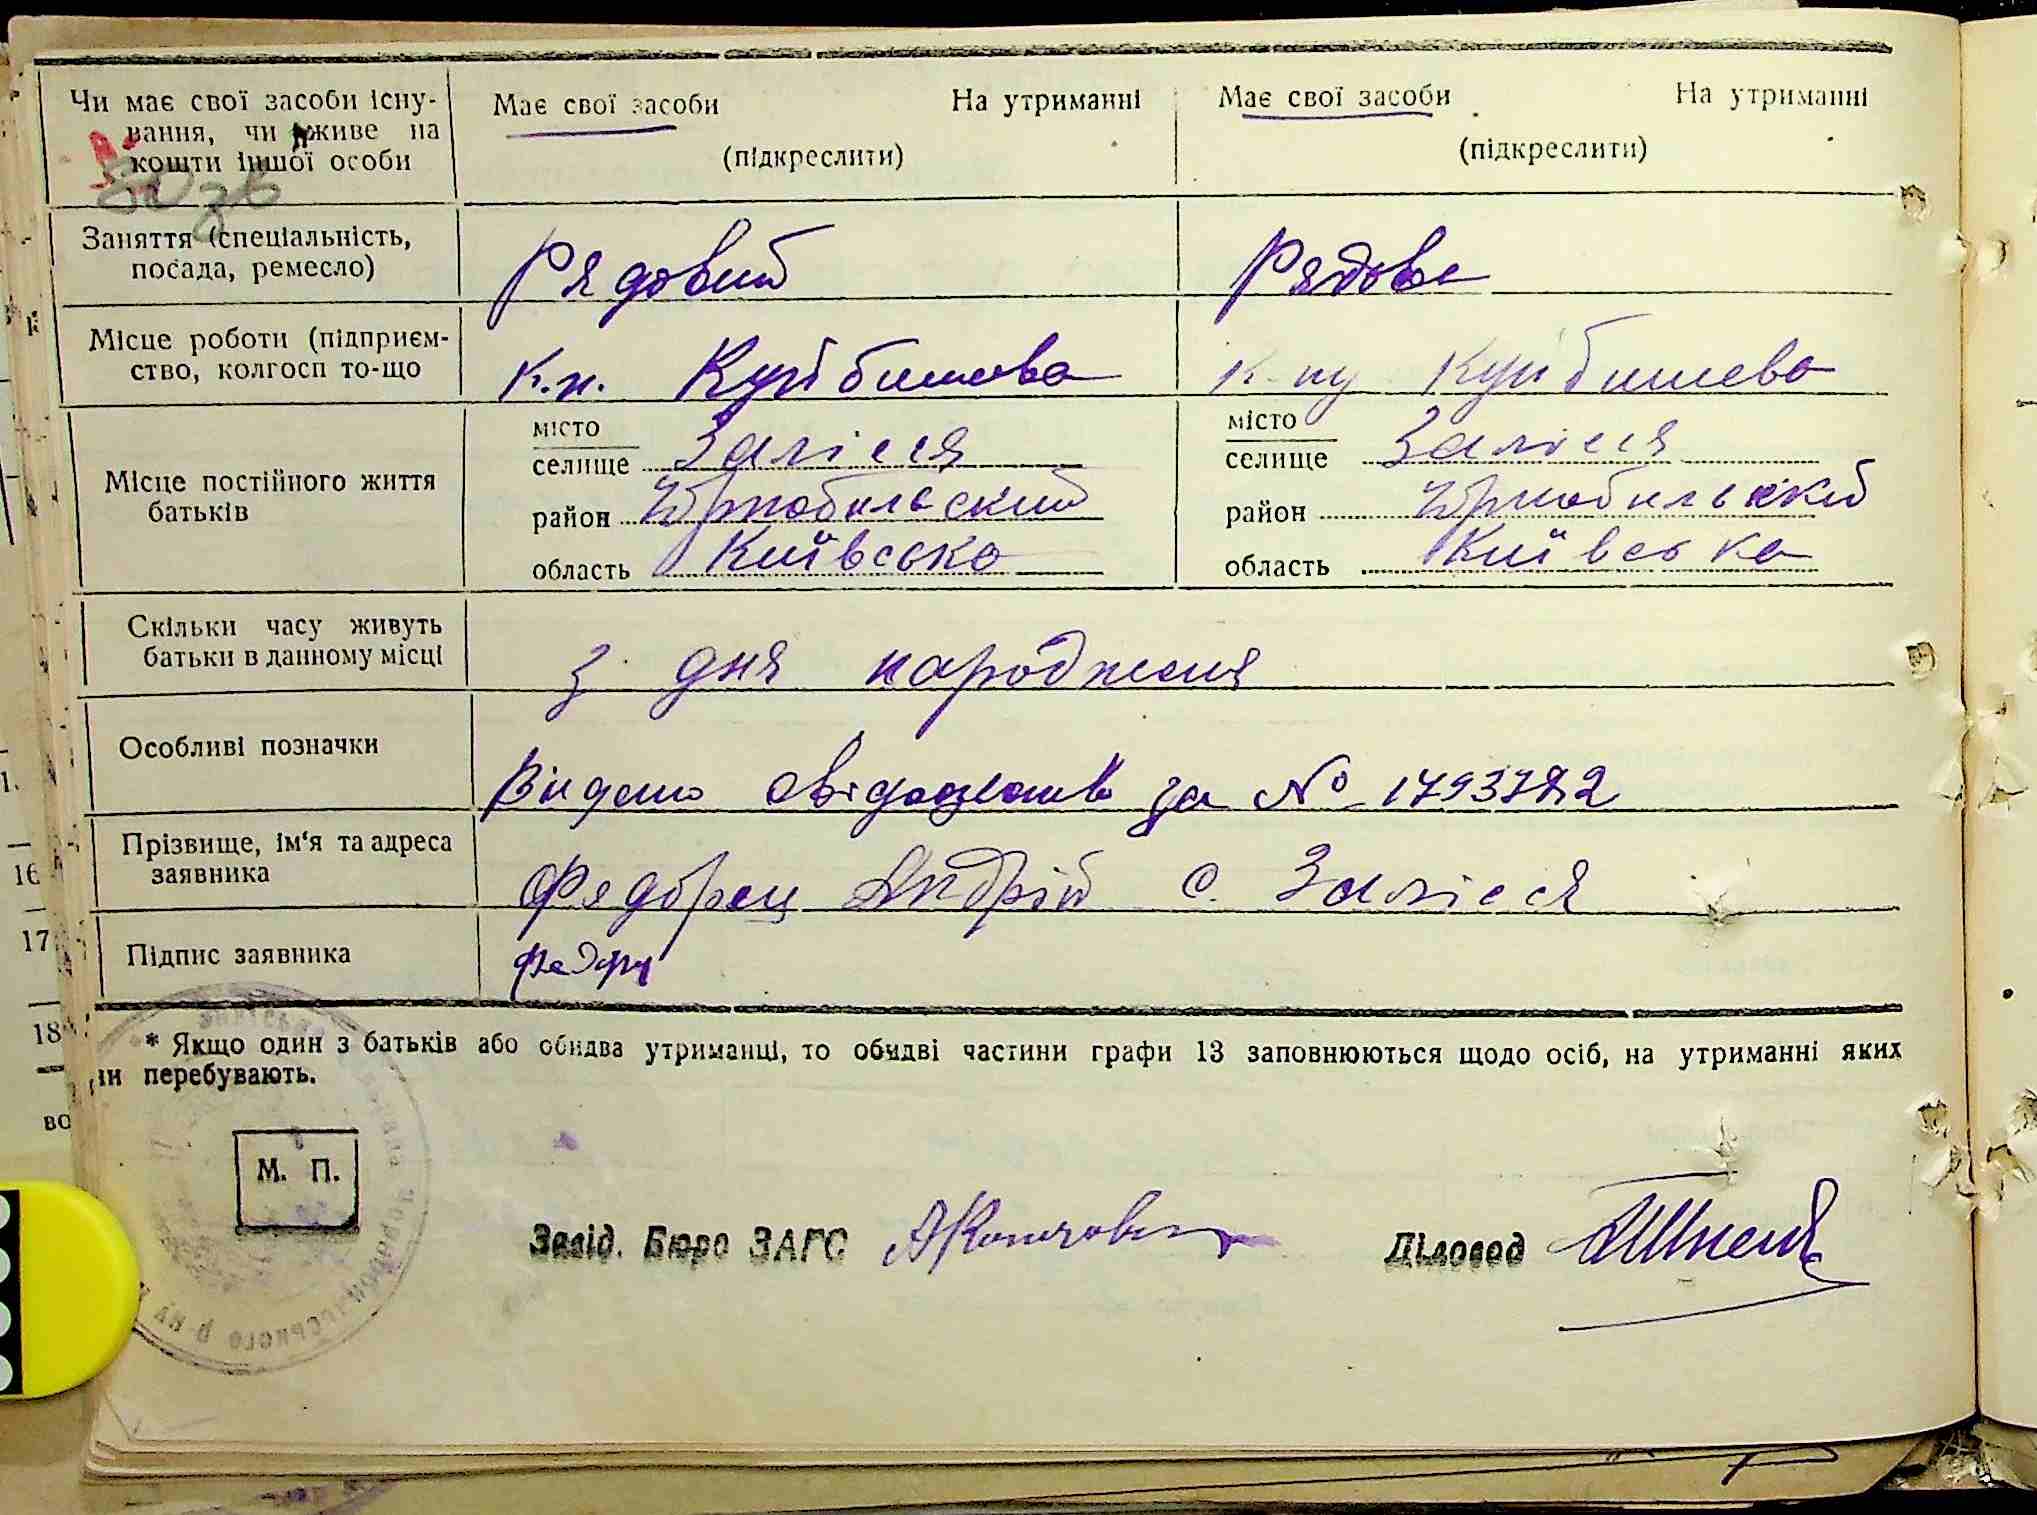 Чи має свої засоби існу-
вання, чи живе на
кошти іншої особи
Має свої засоби На утриманні
(підкреслити)
Має свої засоби На утриманні
(підкреслити)
Заняття (спеціальність,
посада, ремесло)
Рядовий
Рядова
Місце роботи (підприєм-
ство, колгосп то-що
к.п. Куйбишева
к-пу Куйбишева
Місце постійного життя
батьків
місто
селище Залісся
район Чорнобильский
область Київська
місто
селище Залісся
район Чорнобильский
область Київська
Скільки часу живуть
батьки в данному місці
з дня народження
Особливі позначки
Видано свідоцтво за №
Прізвище, ім'я та адреса
заявника
Федорец Андрій с. Залісся
Підпис заявника
* Якщо один з батьків або обидва утриманці, то обидві частини графи 13 заповнюються щодо осіб, на утриманні яких
перебувають.
М. П.
Завід. Бюро ЗАГС
Діловод
16
17
18